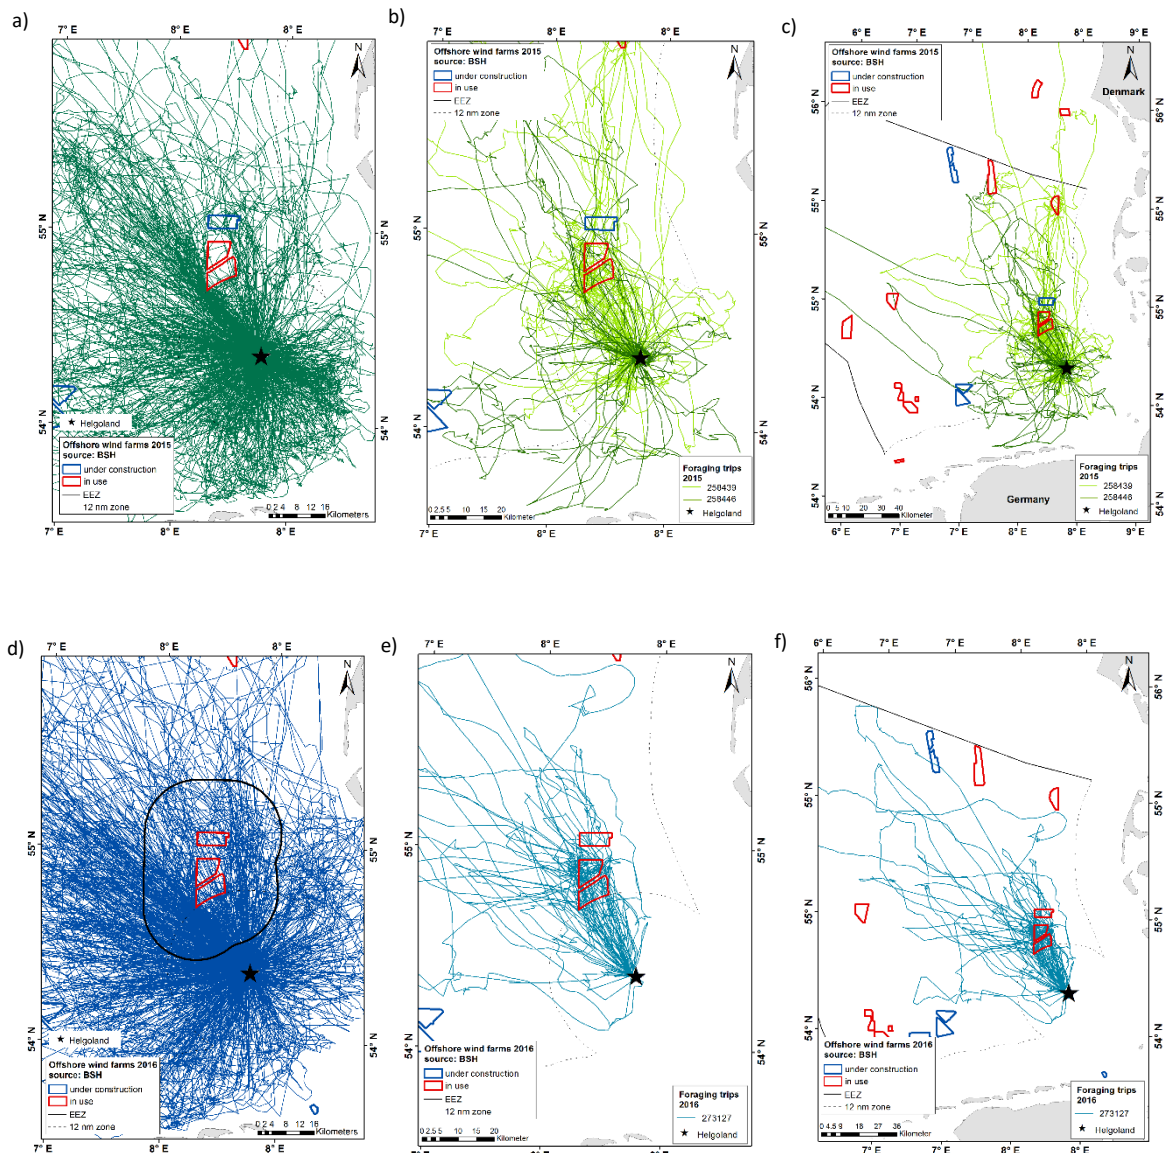 a)
7° E
8° E
8° E
N
55° N
54° N
55° N
54° N
★ Helgoland
Offshore wind farms 2015
source: BSH
under construction
in use
EEZ
12 nm zone
0 2 4 8 12 16
Kilometers
7° E
8° E
8° E
b)
7° E
8° E
8° E
N
Offshore wind farms 2015
source: BSH
under construction
in use
EEZ
12 nm zone
55° N
54° N
55° N
54° N
Foraging trips
2015
258439
258446
★ Helgoland
0 2.5 5 10 15 20
Kilometer
7° E
8° E
8° E
c)
6° E
7° E
7° E
8° E
8° E
9° E
N
Offshore wind farms 2015
source: BSH
under construction
in use
EEZ
12 nm zone
Denmark
56° N
55° N
55° N
54° N
54° N
56° N
55° N
55° N
54° N
54° N
Germany
Foraging trips
2015
258439
258446
★ Helgoland
0 5 10 20 30 40
Kilometer
6° E
7° E
7° E
8° E
8° E
9° E
d)
7° E
8° E
8° E
N
55° N
54° N
55° N
54° N
★ Helgoland
Offshore wind farms 2016
source: BSH
under construction
in use
EEZ
12 nm zone
0 2 4 8 12 16
Kilometers
7° E
8° E
8° E
e)
7° E
8° E
8° E
N
55° N
54° N
55° N
54° N
Offshore wind farms 2016
source: BSH
under construction
in use
EEZ
12 nm zone
Foraging trips
2016
273127
★ Helgoland
0 2.5 5 10 15 20
Kilometer
7° E
8° E
f)
6° E
7° E
7° E
8° E
8° E
N
56° N
55° N
55° N
54° N
56° N
55° N
55° N
54° N
Offshore wind farms 2016
source: BSH
under construction
in use
EEZ
12 nm zone
Foraging trips
2016
273127
★ Helgoland
0 4.5 9 18 27 36
Kilometer
6° E
7° E
7° E
8° E
8° E